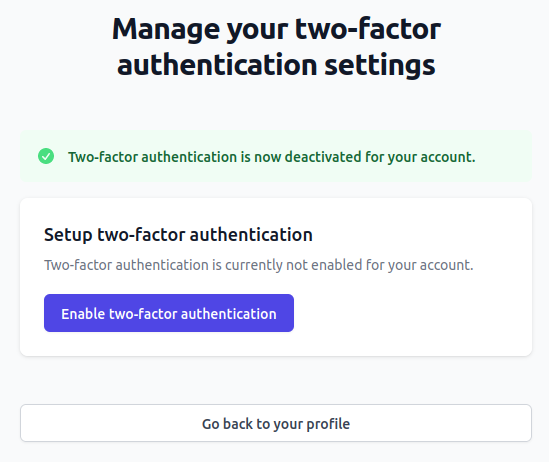 Manage your two-factor
authentication settings
Two-factor authentication is now deactivated for your account.
Setup two-factor authentication
Two-factor authentication is currently not enabled for your account.
Enable two-factor authentication
Go back to your profile